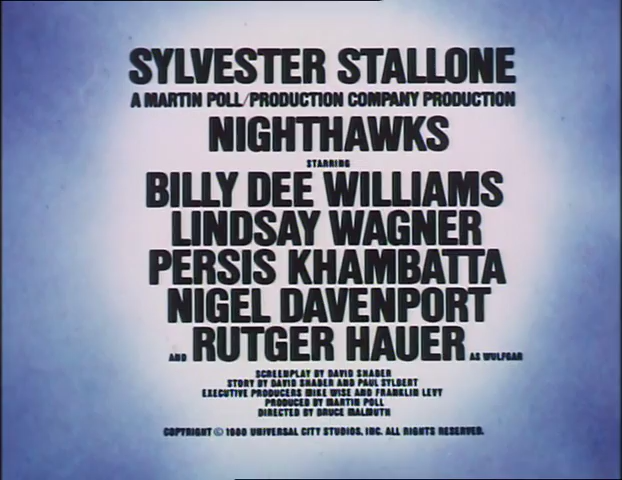 SYLVESTER STALLONE
A MARTIN POLL/PRODUCTION COMPANY PRODUCTION
NIGHTHAWKS
STARRING
BILLY DEE WILLIAMS
LINDSAY WAGNER
PERSIS KHAMBATTA
NIGEL DAVENPORT
AND RUTGER HAUER AS WULFGAR
SCREENPLAY BY DAVID SHABER
STORY BY DAVID SHABER AND PAUL SYLBERT
EXECUTIVE PRODUCERS MIKE WISE AND FRANKLIN LEVY
PRODUCED BY MARTIN POLL
DIRECTED BY BRUCE MALMUTH
COPYRIGHT © 1980 UNIVERSAL CITY STUDIOS, INC. ALL RIGHTS RESERVED.